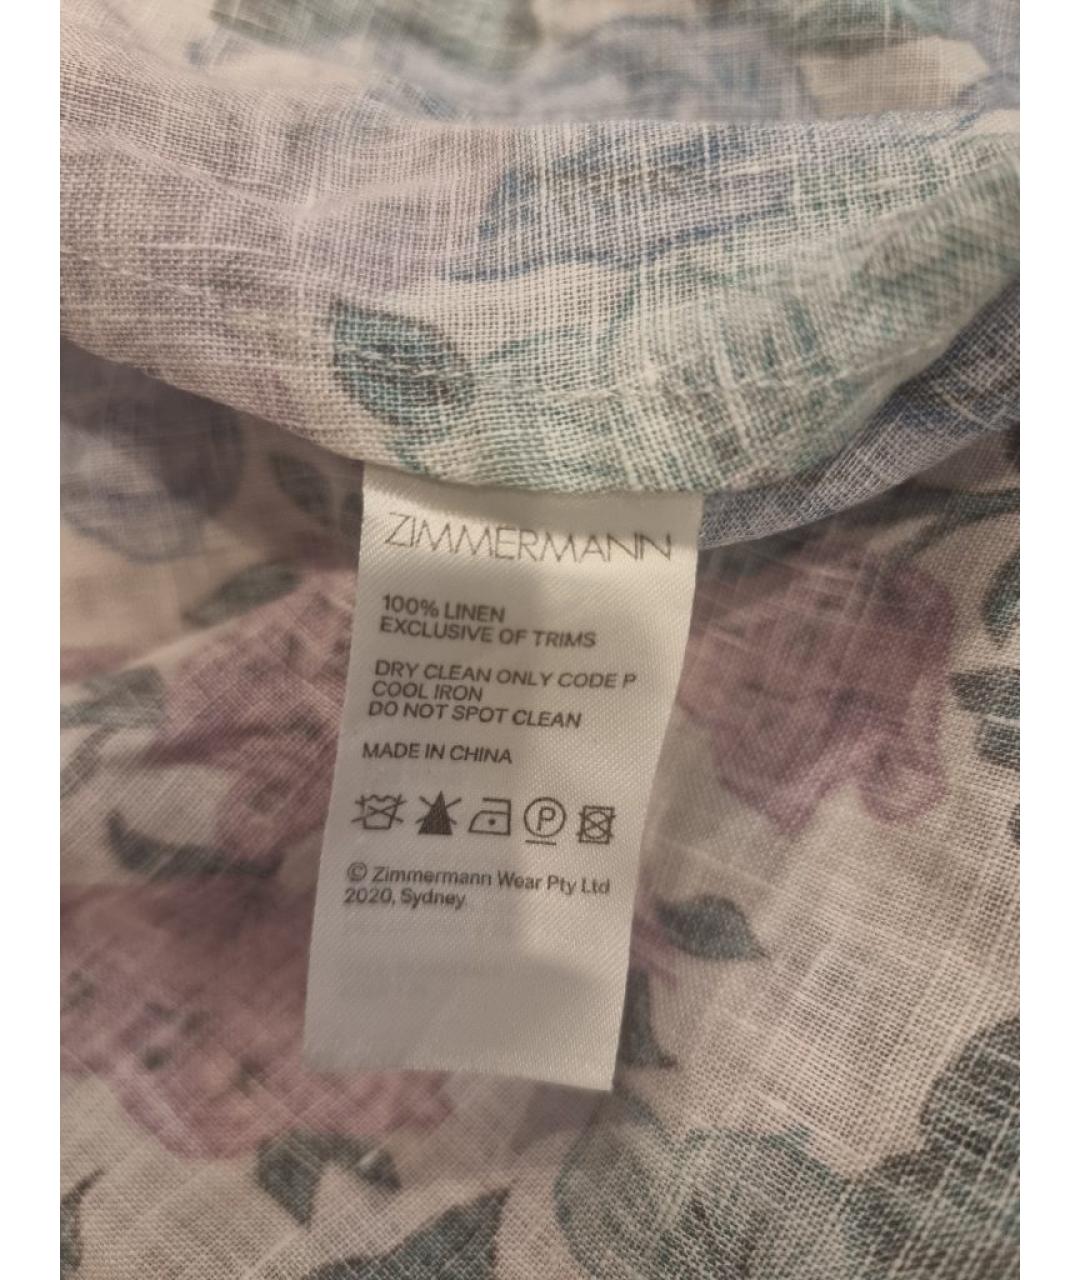 ZIMMERMANN
100% LINEN
EXCLUSIVE OF TRIMS
DRY CLEAN ONLY CODE P
COOL IRON
DO NOT SPOT CLEAN
MADE IN CHINA
P
© Zimmermann Wear Pty Ltd
2020, Sydney